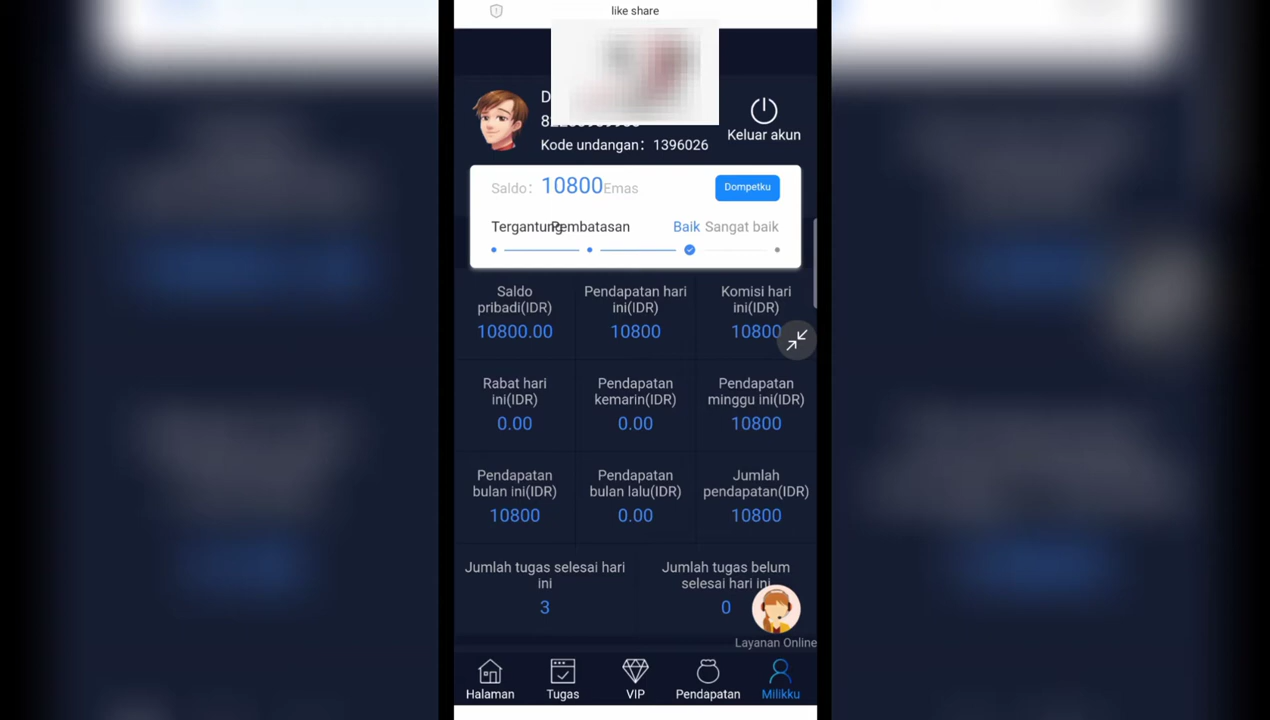 like share
Kode undangan: 1396026
Keluar akun
Saldo: 10800Emas
Dompetku
Tergantung Pembatasan Baik Sangat baik
Saldo pribadi(IDR)
10800.00
Pendapatan hari ini(IDR)
10800
Komisi hari ini(IDR)
10800
Rabat hari ini(IDR)
0.00
Pendapatan kemarin(IDR)
0.00
Pendapatan minggu ini(IDR)
10800
Pendapatan bulan ini(IDR)
10800
Pendapatan bulan lalu(IDR)
0.00
Jumlah pendapatan(IDR)
10800
Jumlah tugas selesai hari ini
3
Jumlah tugas belum selesai hari ini
0
Layanan Online
Halaman Tugas VIP Pendapatan Milikku